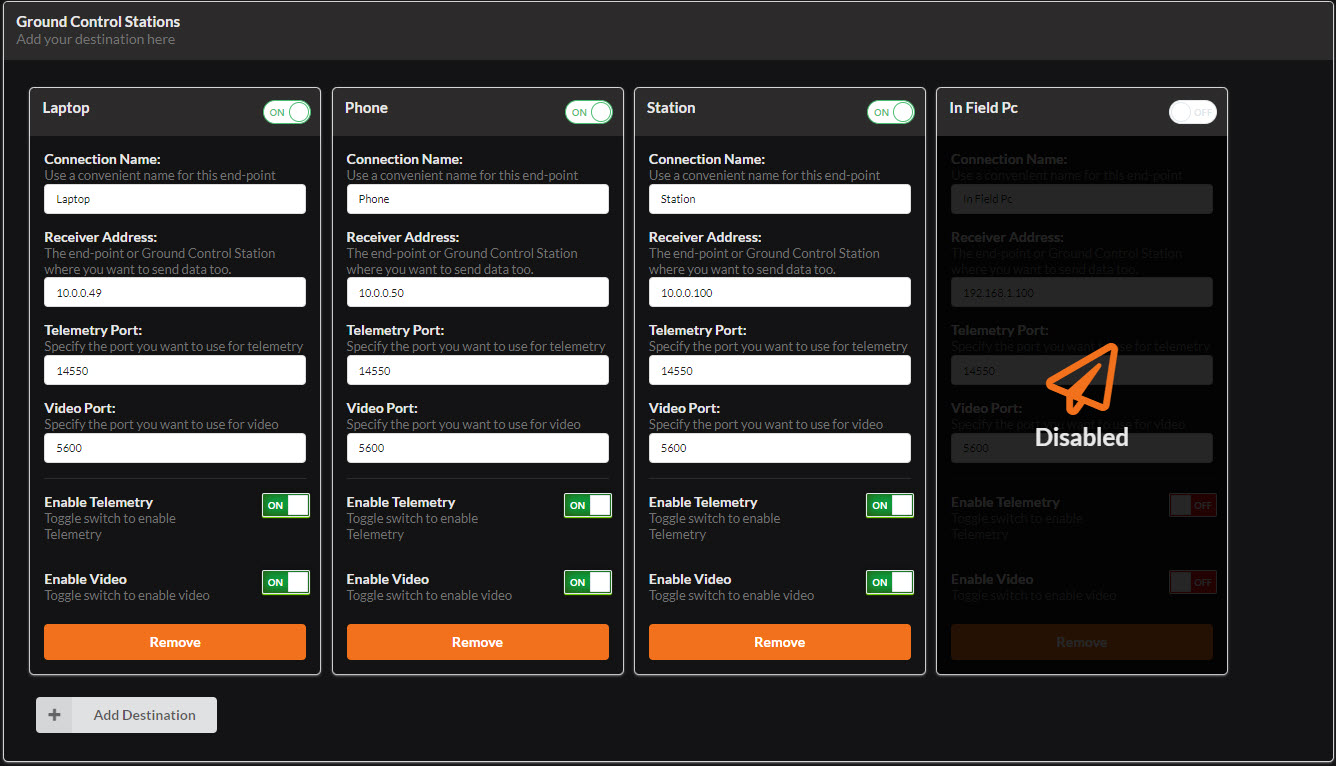 Ground Control Stations
Add your destination here
Laptop
ON
Connection Name:
Use a convenient name for this end-point
Laptop
Receiver Address:
The end-point or Ground Control Station
where you want to send data too.
10.0.0.49
Telemetry Port:
Specify the port you want to use for telemetry
14550
Video Port:
Specify the port you want to use for video
5600
Enable Telemetry
ON
Toggle switch to enable
Telemetry
Enable Video
ON
Toggle switch to enable video
Remove
Phone
ON
Connection Name:
Use a convenient name for this end-point
Phone
Receiver Address:
The end-point or Ground Control Station
where you want to send data too.
10.0.0.50
Telemetry Port:
Specify the port you want to use for telemetry
14550
Video Port:
Specify the port you want to use for video
5600
Enable Telemetry
ON
Toggle switch to enable
Telemetry
Enable Video
ON
Toggle switch to enable video
Remove
Station
ON
Connection Name:
Use a convenient name for this end-point
Station
Receiver Address:
The end-point or Ground Control Station
where you want to send data too.
10.0.0.100
Telemetry Port:
Specify the port you want to use for telemetry
14550
Video Port:
Specify the port you want to use for video
5600
Enable Telemetry
ON
Toggle switch to enable
Telemetry
Enable Video
ON
Toggle switch to enable video
Remove
In Field Pc
OFF
Connection Name:
Use a convenient name for this end-point
In Field Pc
Receiver Address:
The end-point or Ground Control Station
where you want to send data too.
192.168.1.100
Telemetry Port:
Specify the port you want to use for telemetry
14550
Video Port:
Specify the port you want to use for video
Disabled
5600
Enable Telemetry
OFF
Toggle switch to enable
Telemetry
Enable Video
OFF
Toggle switch to enable video
Remove
+ Add Destination